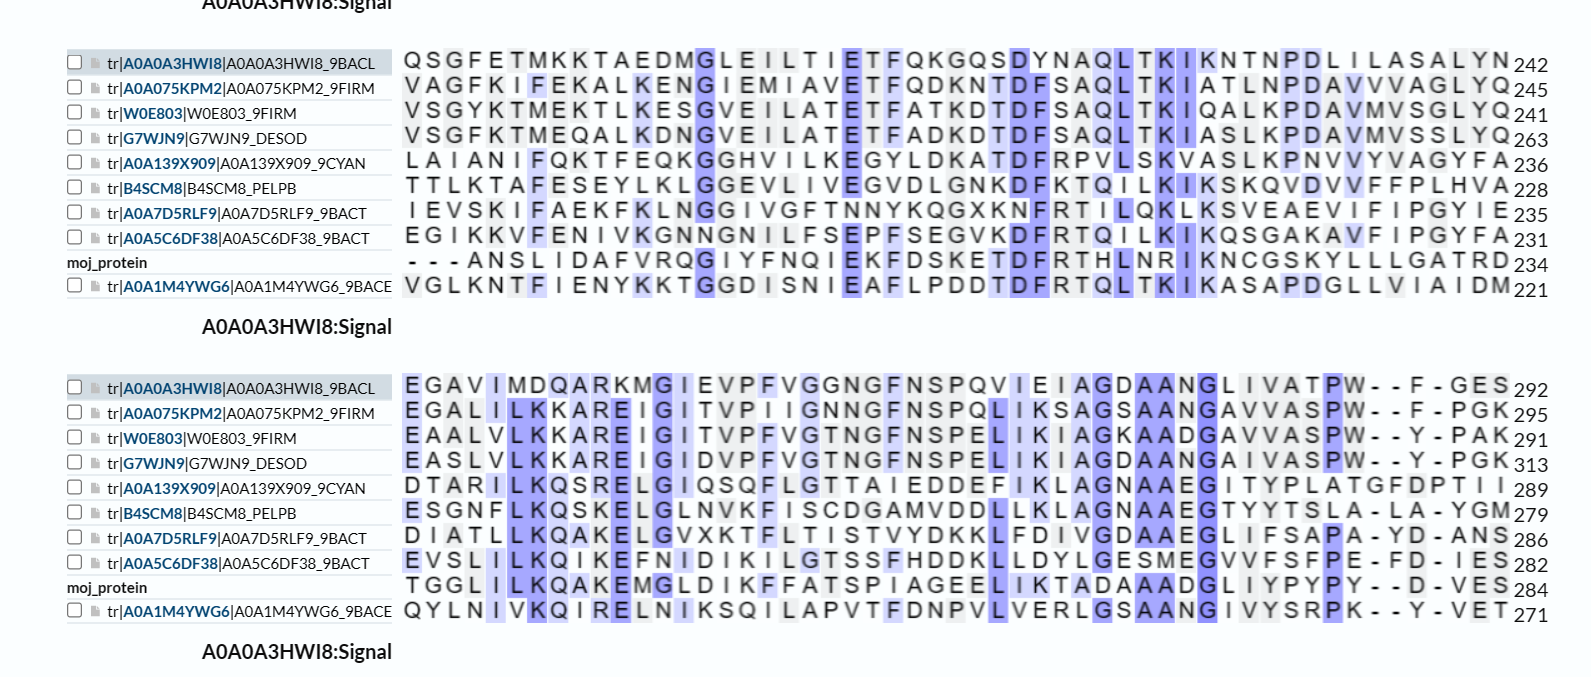 A0A0A3HWI8:Signal
tr|A0A0A3HWI8|A0A0A3HWI8_9BACL QSGFETMKKTAEDMGLEILTIETFQKGQSDYNAQLTKIKNTNPDLILASALYN 242
tr|A0A075KPM2|A0A075KPM2_9FIRM VAGFKIFEKALKENGIEMIAVETFQDKNTDFSAQLTKIATLNPDAVVVAGLYQ 245
tr|W0E803|W0E803_9FIRM VSGYKTMEKTLKESGVEILATETFATKDTDFSAQLTKIQALKPDAVMVSGLYQ 241
tr|G7WJN9|G7WJN9_DESOD VSGFKTMEQALKDNGVEILATETFADKDTDFSAQLTKIASLKPDAVMVSSLYQ 263
tr|A0A139X909|A0A139X909_9CYAN LAIANIFQKTFEQKGGHVILKEGYLDKATDFRPVLSKVASLKPNVVYVAGYFA 236
tr|B4SCM8|B4SCM8_PELPB TTLKTAFESEYLKLGGEVLIVEGVDLGNKDFKTQILKIKSKQVDVVFFPLHVA 228
tr|A0A7D5RLF9|A0A7D5RLF9_9BACT IEVSKIFAEKFKLNGGIVGFTNNYKQGXKNFRTILQKLKSVEAEVIFIPGYIE 235
tr|A0A5C6DF38|A0A5C6DF38_9BACT EGIKKVFENIVKGNNGNILFSEPFSEGVKDFRTQILKIKQSGAKAVFIPGYFA 231
moj_protein ---ANSLIDAFVRQGIYFNQIEKFDSKETDFRTHLNRIKNCGSKYLLLGATRD 234
tr|A0A1M4YWG6|A0A1M4YWG6_9BACE VGLKNTFIENYKKTGGDISNIEAFLPDDTDFRTQLTKIKASAPDGLLVIAIDM 221
A0A0A3HWI8:Signal
tr|A0A0A3HWI8|A0A0A3HWI8_9BACL EGAVIMDQARKMGIEVPFVGGNGFNSPQVIEIAGDAANGLIVATPW--F-GES 292
tr|A0A075KPM2|A0A075KPM2_9FIRM EGALILKKAREIGITVPIIGNNGFNSPQLIKSAGSAANGAVVASPW--F-PGK 295
tr|W0E803|W0E803_9FIRM EAALVLKKAREIGITVPFVGTNGFNSPELIKIAGKAADGAVVASPW--Y-PAK 291
tr|G7WJN9|G7WJN9_DESOD EASLVLKKAREIGIDVPFVGTNGFNSPELIKIAGDAANGAIVASPW--Y-PGK 313
tr|A0A139X909|A0A139X909_9CYAN DTARILKQSRELGIQSQFLGTTAIEDDEFIKLAGNAAEGITYPLATGFDPTII 289
tr|B4SCM8|B4SCM8_PELPB ESGNFLKQSKELGLNVKFISCDGAMVDDLLKLAGNAAEGTYYTSLA-LA-YGM 279
tr|A0A7D5RLF9|A0A7D5RLF9_9BACT DIATLLKQAKELGVXKTFLTISTVYDKKLFDIVGDAAEGLIFSAPA-YD-ANS 286
tr|A0A5C6DF38|A0A5C6DF38_9BACT EVSLILKQIKEFNIDIKILGTSSFHDDKLLDYLGESMEGVVFSFPE-FD-IES 282
moj_protein TGGLILKQAKEMGLDIKFFATSPIAGEELIKTADAAADGLIYPYPY--D-VES 284
tr|A0A1M4YWG6|A0A1M4YWG6_9BACE QYLNIVKQIRELNIKSQILAPVTFDNPVLVERLGSAANGIVYSRPK--Y-VET 271
A0A0A3HWI8:Signal